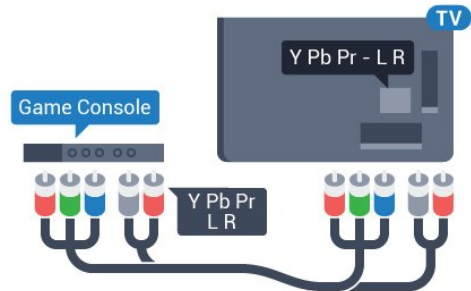 TV
Y Pb Pr - L R
Game Console
Y Pb Pr
L R